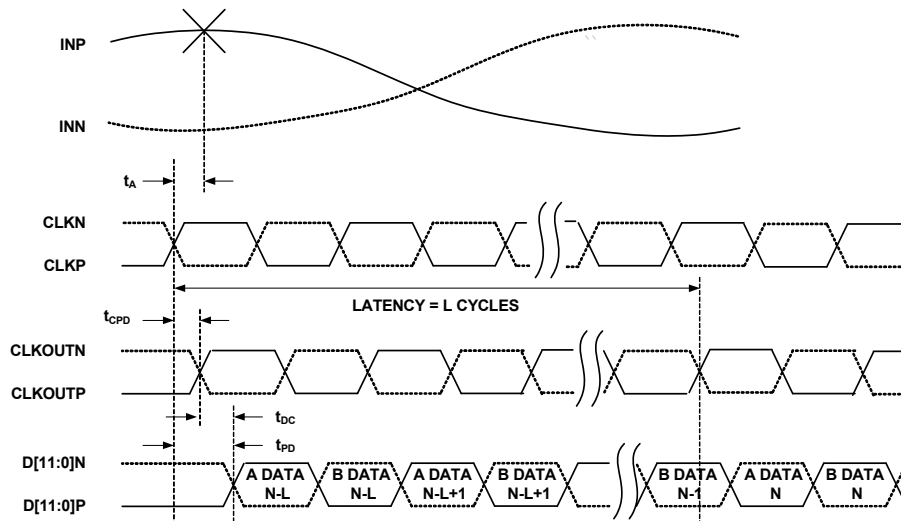 INP
INN
tA
CLKN
CLKP
LATENCY = L CYCLES
tCPD
CLKOUTN
CLKOUTP
tDC
tPD
D[11:0]N
D[11:0]P
A DATA
N-L
B DATA
N-L
A DATA
N-L+1
B DATA
N-L+1
B DATA
N-1
A DATA
N
B DATA
N